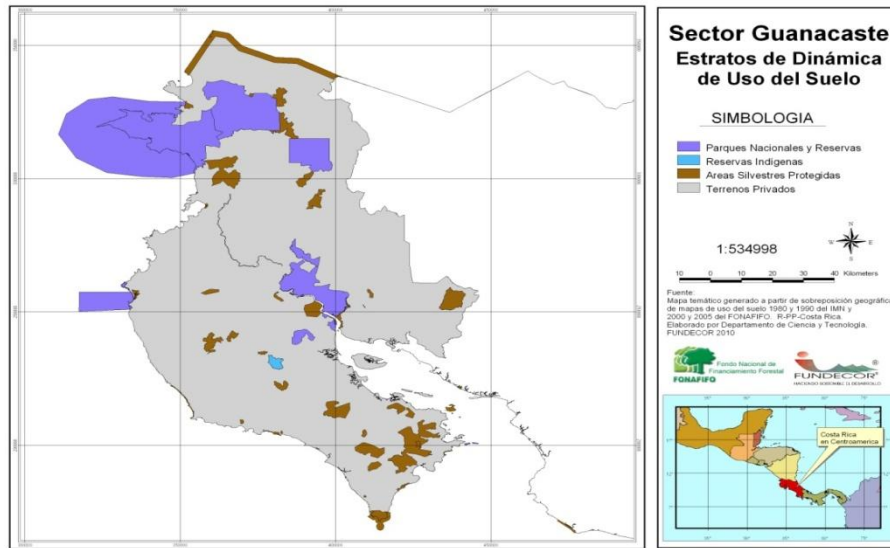 Sector Guanacaste
Estratos de Dinámica
de Uso del Suelo
SIMBOLOGIA
Parques Nacionales y Reservas
Reservas Indígenas
Areas Silvestres Protegidas
Terrenos Privados
N
W E
S
1:534998
10 0 10 20 30 40 Kilometers
Fuente:
Mapa temático generado a partir de sobreposición geográfica
de mapas de uso del suelo 1980 y 1990 del IMN y
2000 y 2005 del FONAFIFO. R-PP-Costa Rica.
Elaborado por Departamento de Ciencia y Tecnología.
FUNDECOR 2010
FONAFIFO
Fondo Nacional de
Financiamiento Forestal
FUNDECOR
Costa Rica
en Centroamerica